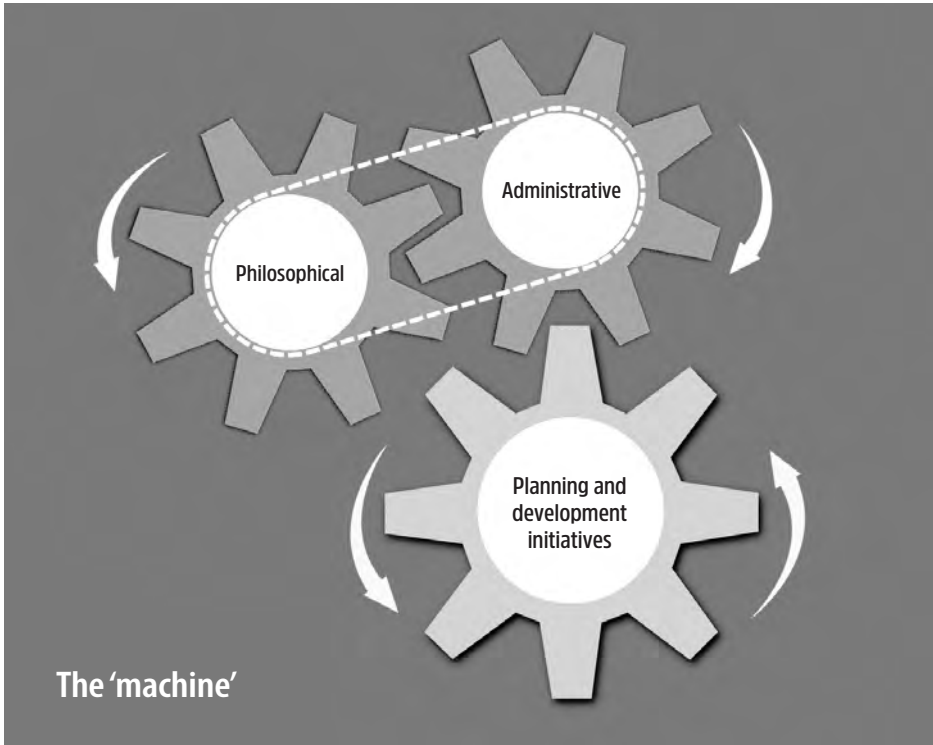 Administrative
Philosophical
Planning and
development
initiatives
The ‘machine’